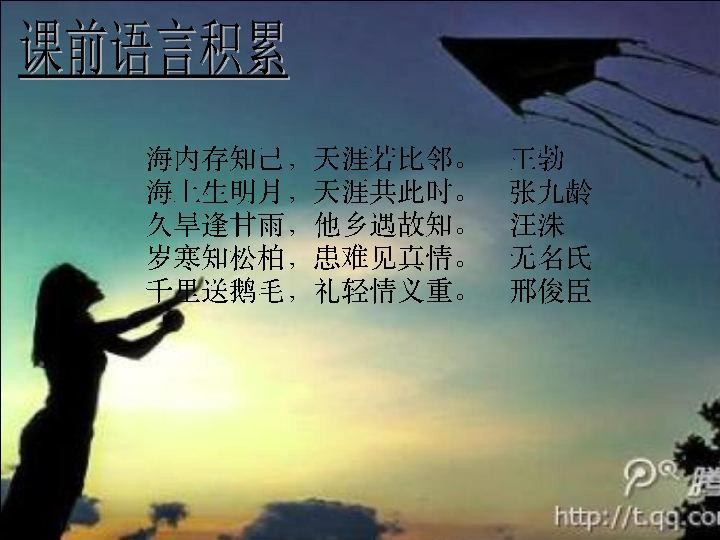 课前语言积累
海内存知己，天涯若比邻。 王勃
海上生明月，天涯共此时。 张九龄
久旱逢甘雨，他乡遇故知。 汪洙
岁寒知松柏，患难见真情。 无名氏
千里送鹅毛，礼轻情义重。 邢俊臣
腾
http://t.qq.com